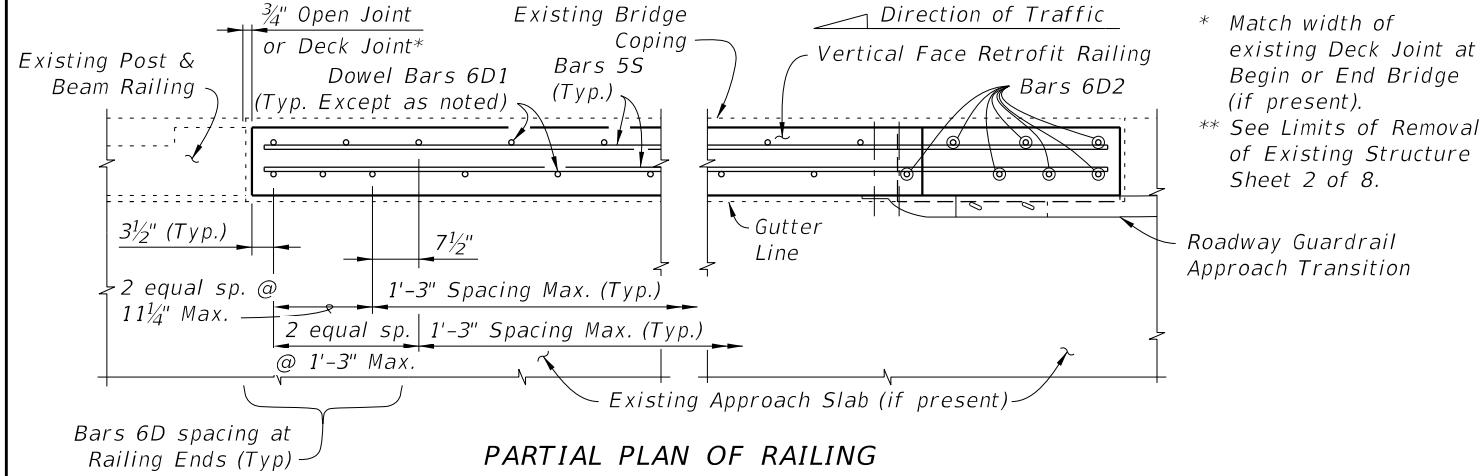 ¾" Open Joint
or Deck Joint*
Existing Bridge
Coping
Direction of Traffic
* Match width of
existing Deck Joint at
Begin or End Bridge
(if present).
** See Limits of Removal
of Existing Structure
Sheet 2 of 8.
Existing Post &
Beam Railing
Dowel Bars 6D1
(Typ. Except as noted)
Bars 5S
(Typ.)
Vertical Face Retrofit Railing
Bars 6D2
3½" (Typ.)
7½"
Gutter
Line
Roadway Guardrail
Approach Transition
2 equal sp. @
11¼" Max.
1'-3" Spacing Max. (Typ.)
2 equal sp.
@ 1'-3" Max.
1'-3" Spacing Max. (Typ.)
Existing Approach Slab (if present)
Bars 6D spacing at
Railing Ends (Typ)
PARTIAL PLAN OF RAILING